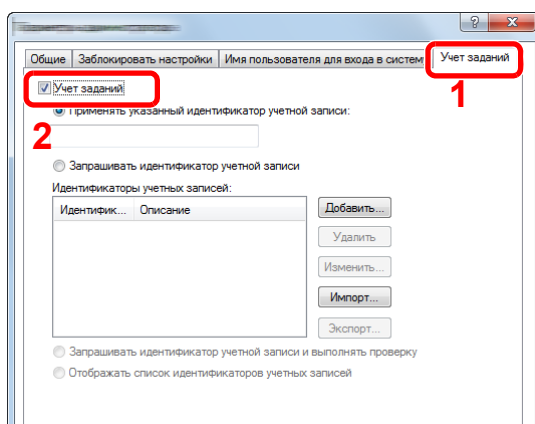 Общие Заблокировать настройки Имя пользователя для входа в систем Учет заданий
Учет заданий
1
Применять указанный идентификатор учетной записи:
2
Запрашивать идентификатор учетной записи
Идентификаторы учетных записей:
Идентифик... Описание
Добавить...
Удалить
Изменить...
Импорт...
Экспорт...
Запрашивать идентификатор учетной записи и выполнять проверку
Отображать список идентификаторов учетных записей